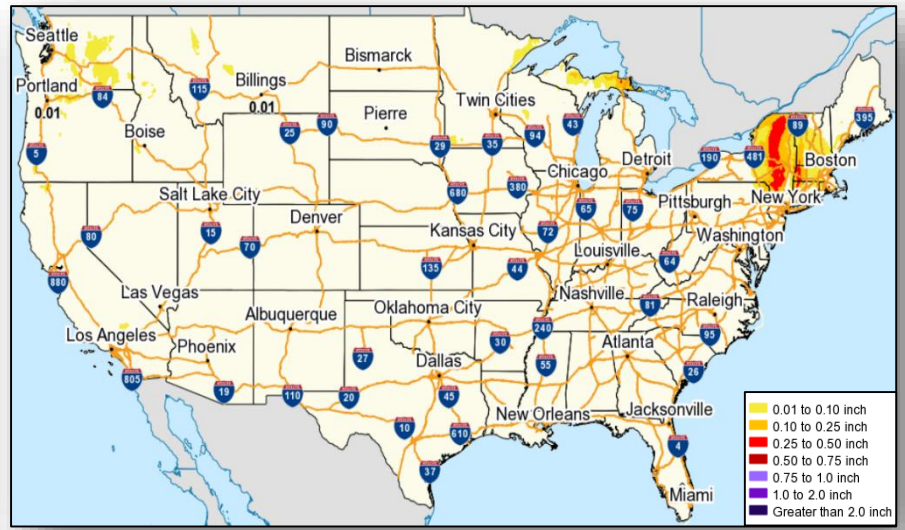 Seattle
Bismarck
Portland
84
115
Billings
0.01
0.01
Twin Cities
Pierre
25
90
Boise
5
29
35
94
43
89
395
190
481
Boston
Detroit
Chicago
Salt Lake City
680
380
65
75
Pittsburgh
New York
Denver
15
80
70
Kansas City
72
Washington
Louisville
64
880
135
44
Las Vegas
Nashville
81
Raleigh
Albuquerque
Oklahoma City
Los Angeles
Phoenix
240
95
30
Atlanta
27
Dallas
55
26
805
19
110
20
45
New Orleans
Jacksonville
10
610
4
37
Miami
0.01 to 0.10 inch
0.10 to 0.25 inch
0.25 to 0.50 inch
0.50 to 0.75 inch
0.75 to 1.0 inch
1.0 to 2.0 inch
Greater than 2.0 inch